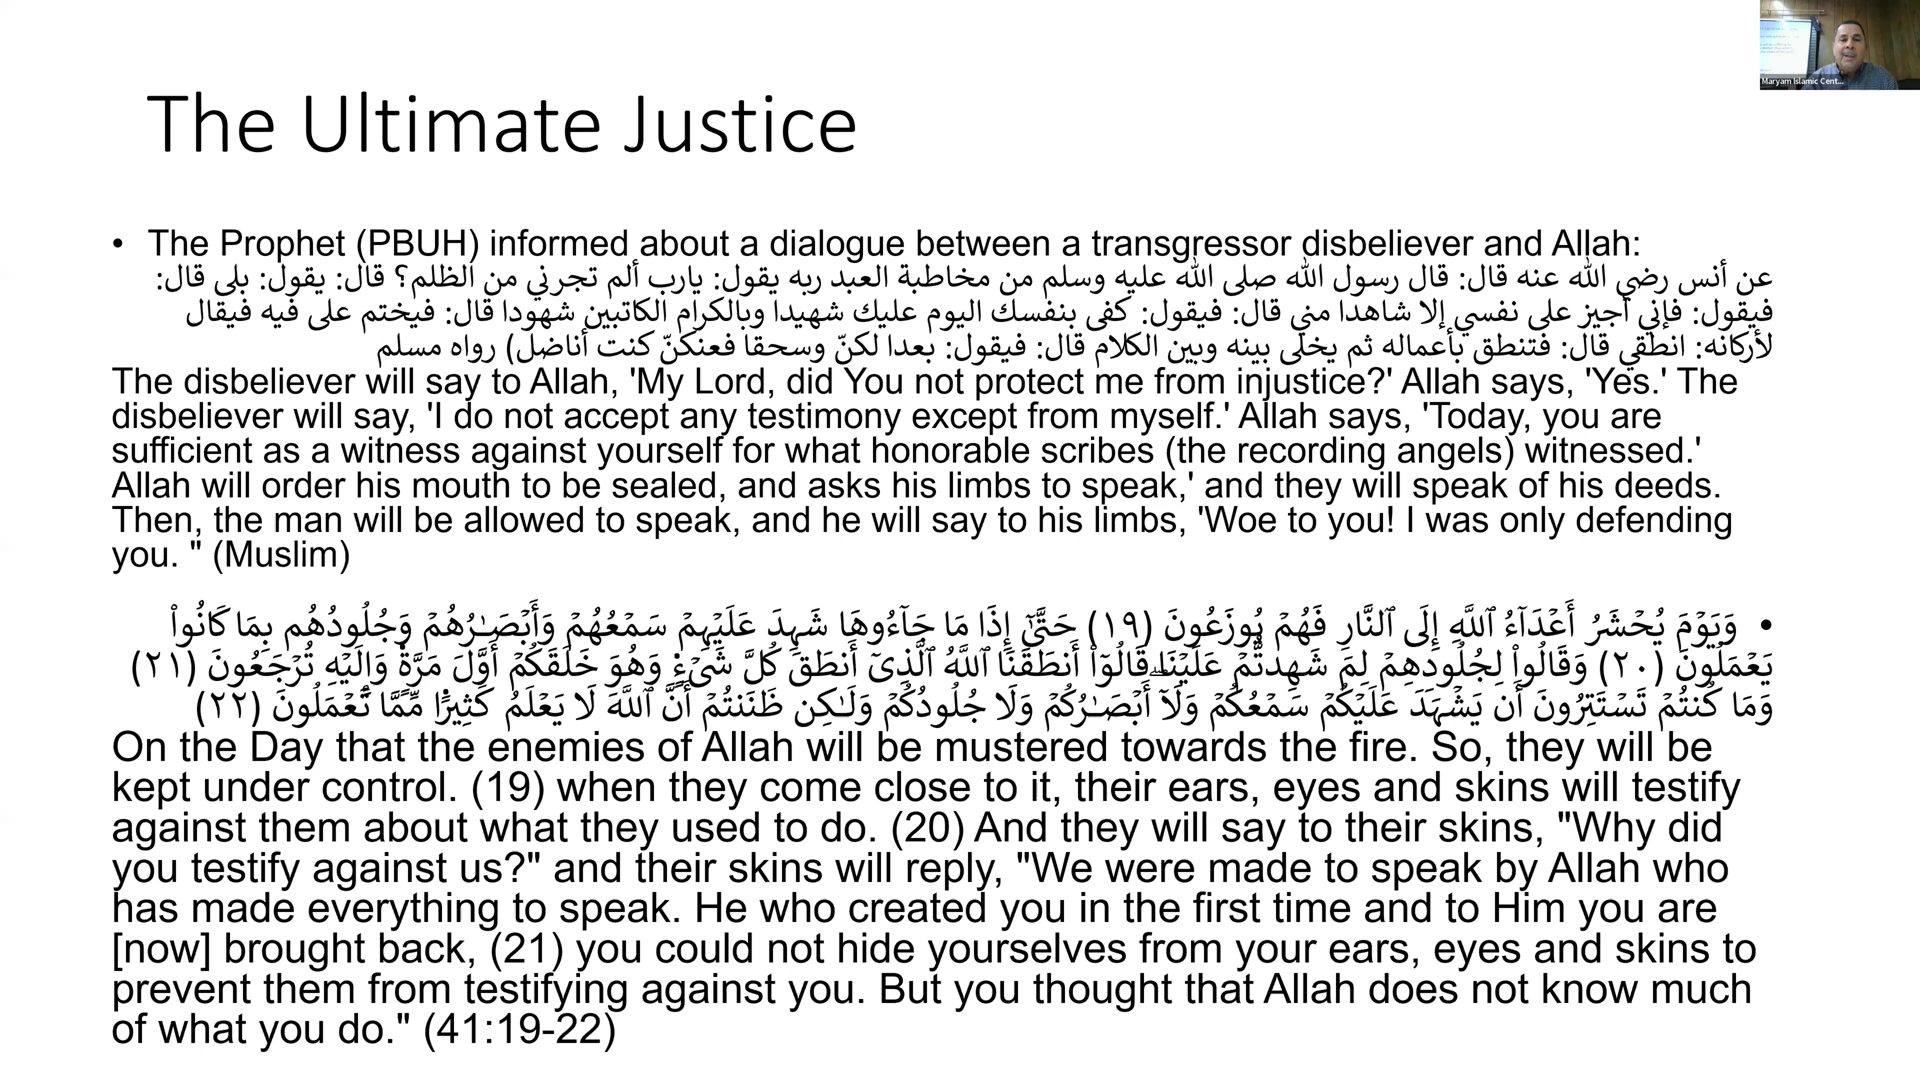 Maryam Islamic Cent...
The Ultimate Justice
• The Prophet (PBUH) informed about a dialogue between a transgressor disbeliever and Allah:
عن أنس رضي الله عنه قال: قال رسول الله صلى الله عليه وسلم من مخاطبة العبد ربه يقول: يارب ألم تجرني من الظلم؟ قال: يقول: بلى قال:
فيقول: فإني أجيز على نفسي إلا شاهدا مني قال: فيقول: كفى بنفسك اليوم عليك شهيدا وبالكرام الكاتبين شهودا قال: فيختم على فيه فيقال
لأركانه: انطقي قال: فتنطق بأعماله ثم يخلى بينه وبين الكلام قال: فيقول: بعدا لكنّ وسحقا فعنكنّ كنت أناضل) رواه مسلم
The disbeliever will say to Allah, 'My Lord, did You not protect me from injustice?' Allah says, 'Yes.' The
disbeliever will say, 'I do not accept any testimony except from myself.' Allah says, 'Today, you are
sufficient as a witness against yourself for what honorable scribes (the recording angels) witnessed.'
Allah will order his mouth to be sealed, and asks his limbs to speak,' and they will speak of his deeds.
Then, the man will be allowed to speak, and he will say to his limbs, 'Woe to you! I was only defending
you. " (Muslim)
• وَيَوْمَ يُحْشَرُ أَعْدَآءُ ٱللَّهِ إِلَى ٱلنَّارِ فَهُمْ يُوزَعُونَ (١٩) حَتَّىٰٓ إِذَا مَا جَآءُوهَا شَهِدَ عَلَيْهِمْ سَمْعُهُمْ وَأَبْصَـٰرُهُمْ وَجُلُودُهُم بِمَا كَانُوا۟
يَعْمَلُونَ (٢٠) وَقَالُوا۟ لِجُلُودِهِمْ لِمَ شَهِدتُّمْ عَلَيْنَا ۖ قَالُوٓا۟ أَنطَقَنَا ٱللَّهُ ٱلَّذِىٓ أَنطَقَ كُلَّ شَىْءٍ وَهُوَ خَلَقَكُمْ أَوَّلَ مَرَّةٍ وَإِلَيْهِ تُرْجَعُونَ (٢١)
وَمَا كُنتُمْ تَسْتَتِرُونَ أَن يَشْهَدَ عَلَيْكُمْ سَمْعُكُمْ وَلَآ أَبْصَـٰرُكُمْ وَلَا جُلُودُكُمْ وَلَـٰكِن ظَنَنتُمْ أَنَّ ٱللَّهَ لَا يَعْلَمُ كَثِيرًا مِّمَّا تَعْمَلُونَ (٢٢)
On the Day that the enemies of Allah will be mustered towards the fire. So, they will be
kept under control. (19) when they come close to it, their ears, eyes and skins will testify
against them about what they used to do. (20) And they will say to their skins, "Why did
you testify against us?" and their skins will reply, "We were made to speak by Allah who
has made everything to speak. He who created you in the first time and to Him you are
[now] brought back, (21) you could not hide yourselves from your ears, eyes and skins to
prevent them from testifying against you. But you thought that Allah does not know much
of what you do." (41:19-22)